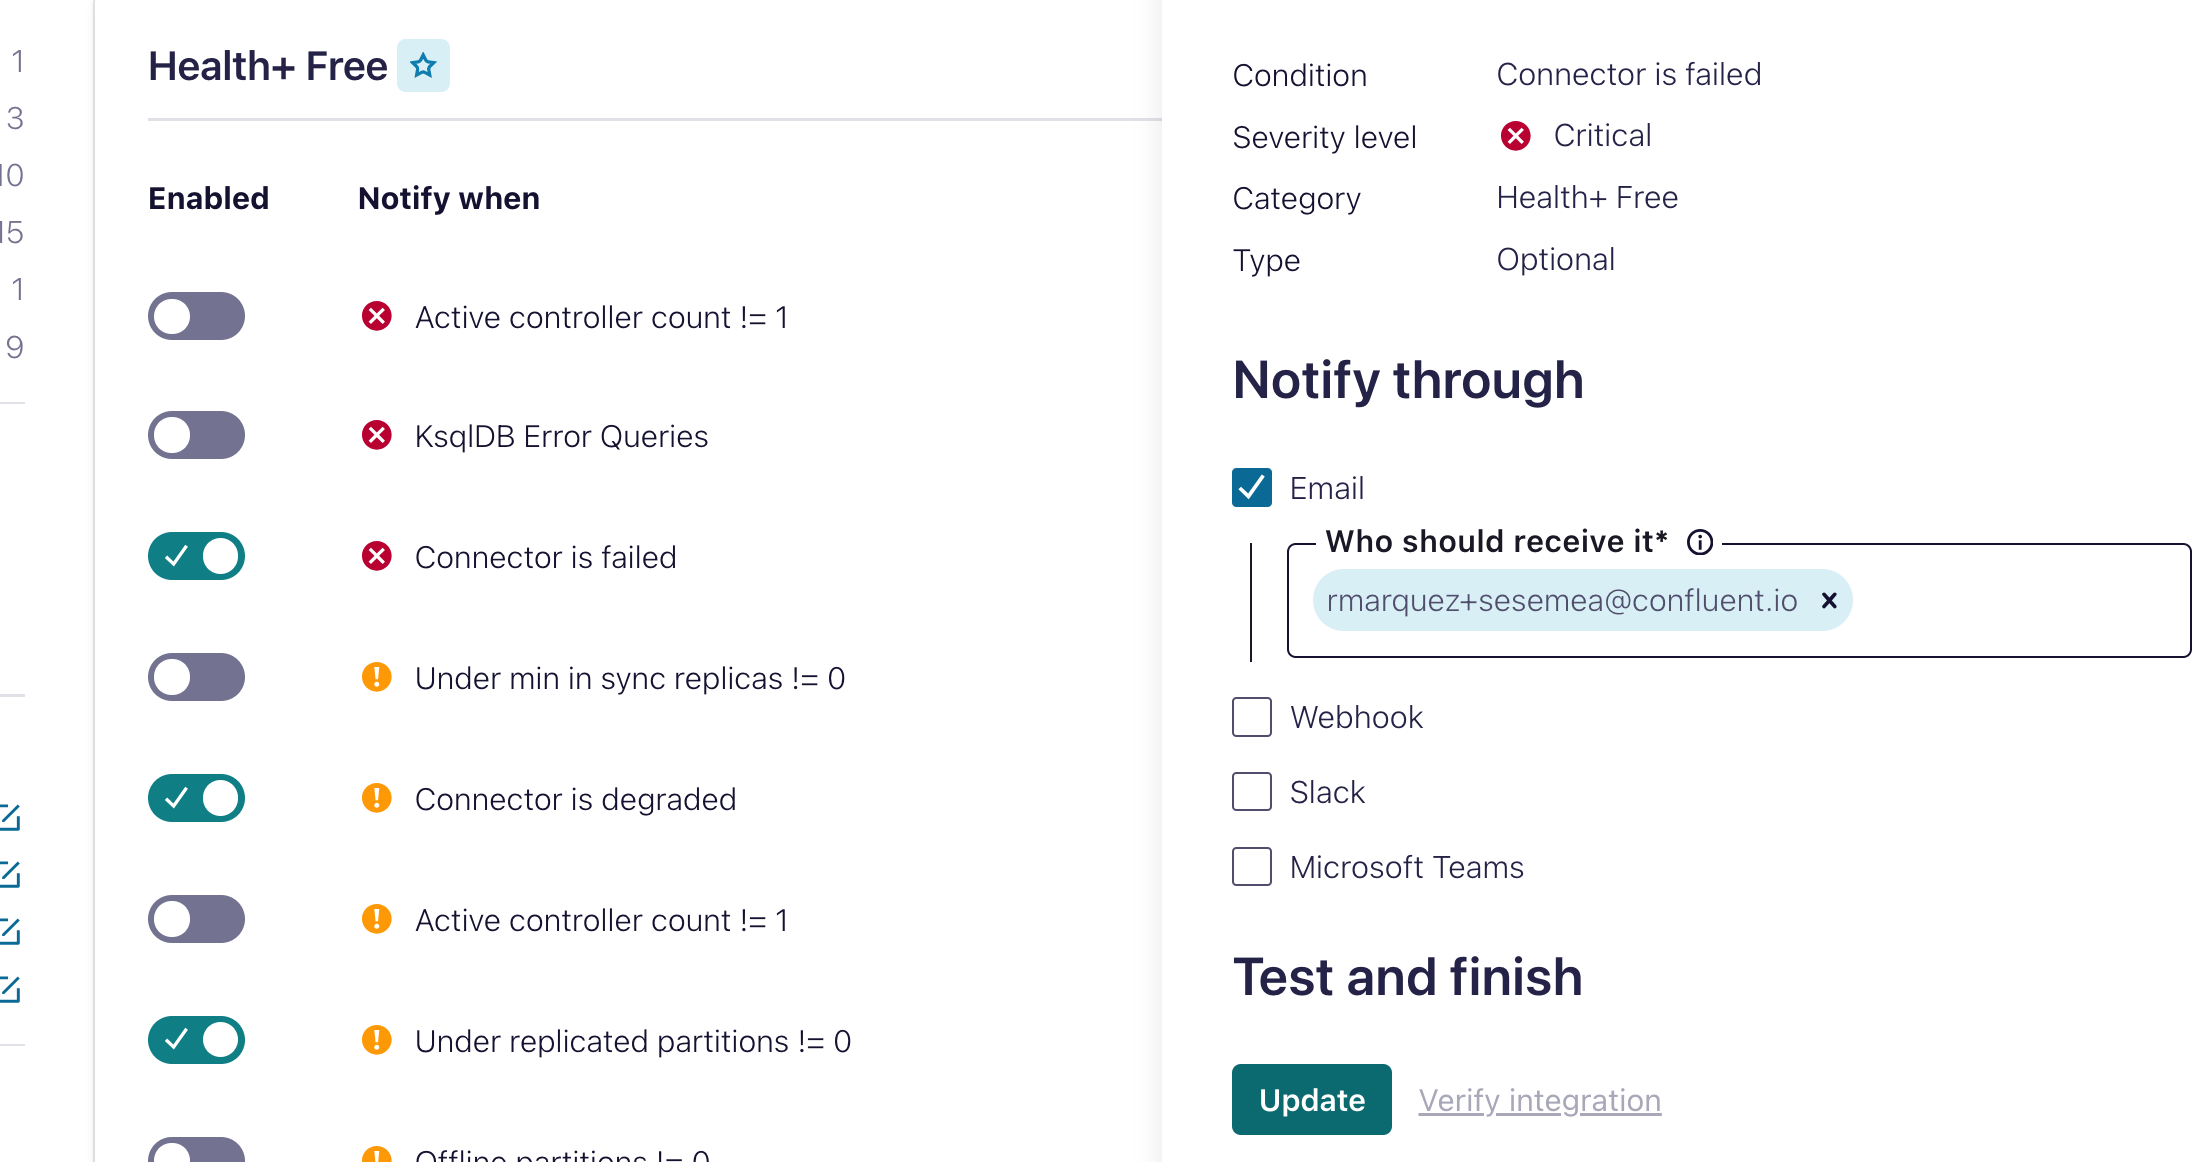 1
3
10
15
1
9
Health+ Free
Enabled Notify when
Active controller count != 1
KsqlDB Error Queries
Connector is failed
Under min in sync replicas != 0
Connector is degraded
Active controller count != 1
Under replicated partitions != 0
Offline partitions != 0
Condition Connector is failed
Severity level Critical
Category Health+ Free
Type Optional
Notify through
Email
Who should receive it*
rmarquez+sesemea@confluent.io
Webhook
Slack
Microsoft Teams
Test and finish
Update Verify integration